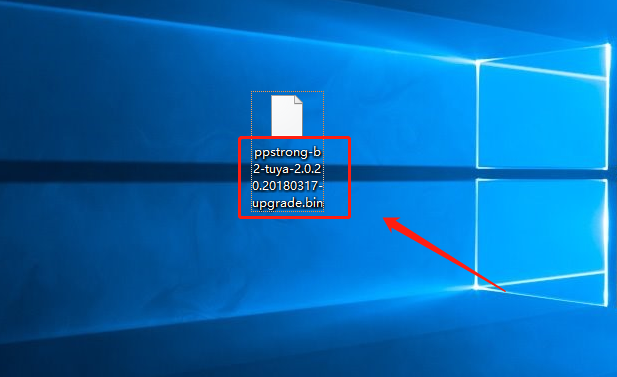 ppstrong-b
2-tuya-2.0.2
0.20180317-
upgrade.bin